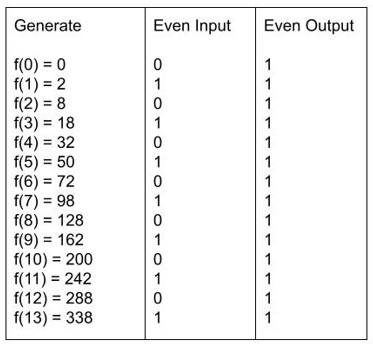 Generate Even Input Even Output
f(0) = 0 0 1
f(1) = 2 1 1
f(2) = 8 0 1
f(3) = 18 1 1
f(4) = 32 0 1
f(5) = 50 1 1
f(6) = 72 0 1
f(7) = 98 1 1
f(8) = 128 0 1
f(9) = 162 1 1
f(10) = 200 0 1
f(11) = 242 1 1
f(12) = 288 0 1
f(13) = 338 1 1